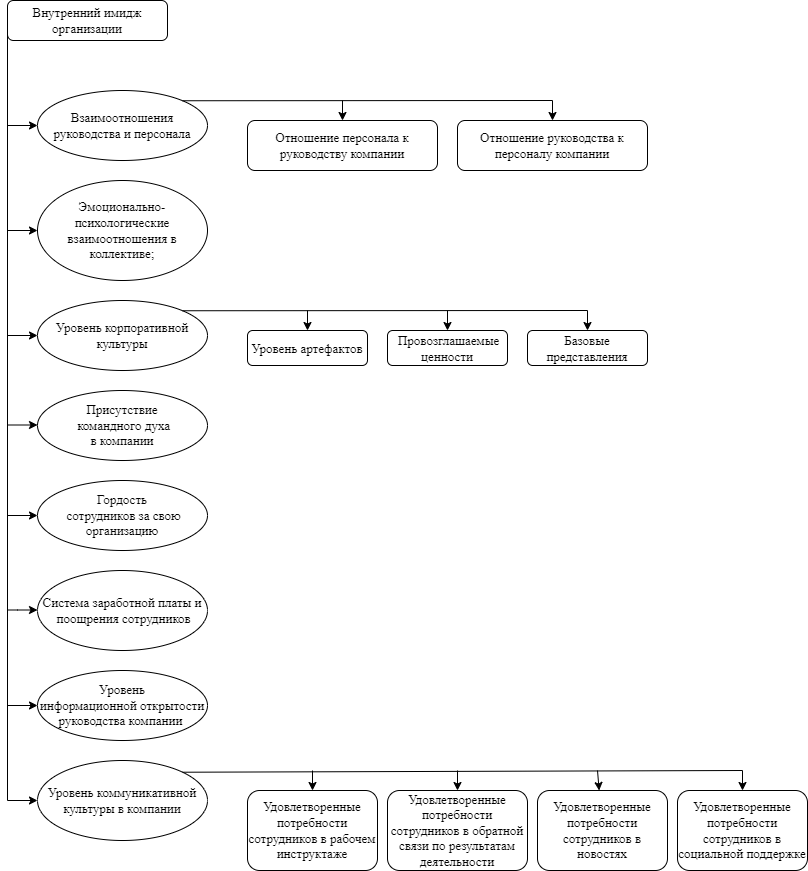 Внутренний имидж
организации
Взаимоотношения
руководства и персонала
Отношение персонала к
руководству компании
Отношение руководства к
персоналу компании
Эмоционально-
психологические
взаимоотношения в
коллективе;
Уровень корпоративной
культуры
Уровень артефактов
Провозглашаемые
ценности
Базовые
представления
Присутствие
командного духа
в компании
Гордость
сотрудников за свою
организацию
Система заработной платы и
поощрения сотрудников
Уровень
информационной открытости
руководства компании
Уровень коммуникативной
культуры в компании
Удовлетворенные
потребности
сотрудников в рабочем
инструктаже
Удовлетворенные
потребности
сотрудников в обратной
связи по результатам
деятельности
Удовлетворенные
потребности
сотрудников в
новостях
Удовлетворенные
потребности
сотрудников в
социальной поддержке